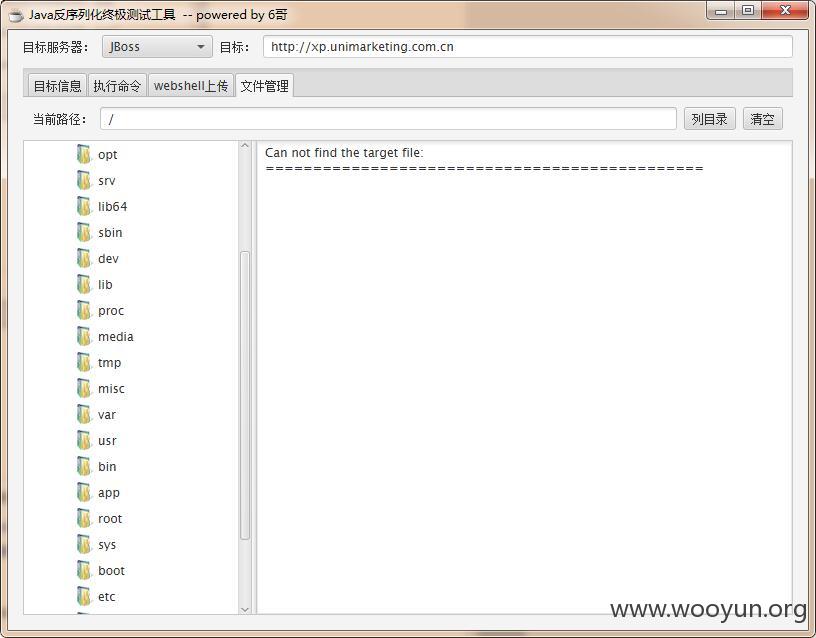 Java反序列化终极测试工具 -- powered by 6哥
目标服务器: JBoss 目标: http://xp.unimarketing.com.cn
目标信息 执行命令 webshell上传 文件管理
当前路径: / 列目录 清空
opt
srv
lib64
sbin
dev
lib
proc
media
tmp
misc
var
usr
bin
app
root
sys
boot
etc
Can not find the target file:
==============================================
www.wooyun.org